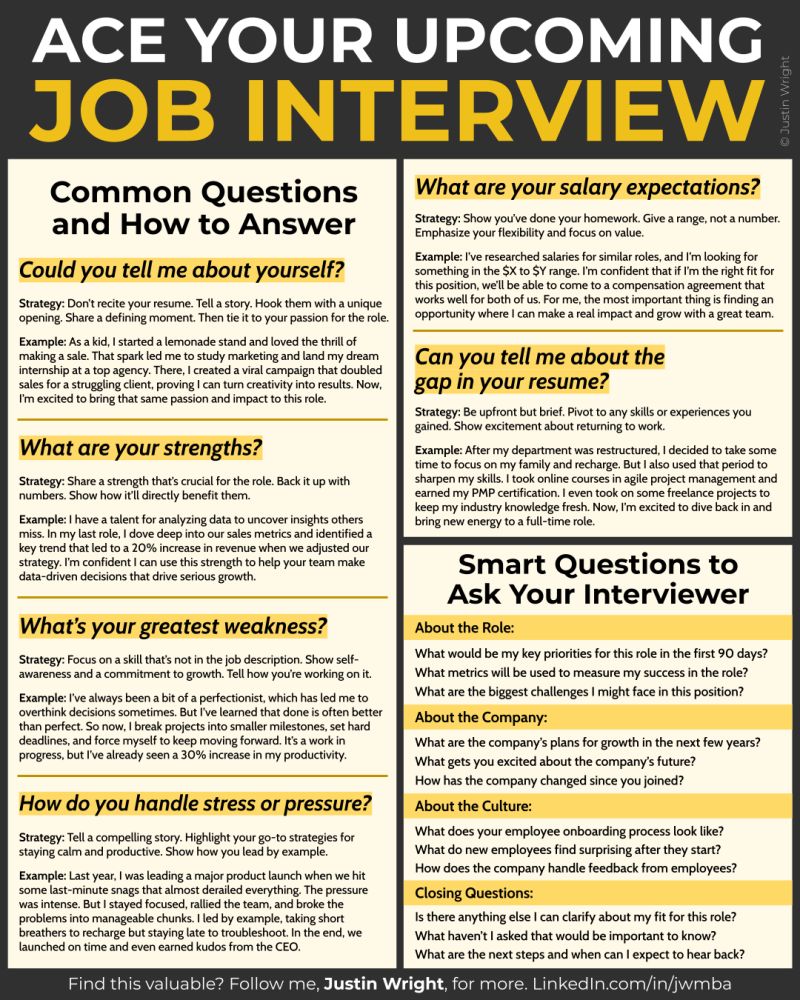 ACE YOUR UPCOMING
JOB INTERVIEW
© Justin Wright
Common Questions
and How to Answer
Could you tell me about yourself?
Strategy: Don't recite your resume. Tell a story. Hook them with a unique
opening. Share a defining moment. Then tie it to your passion for the role.
Example: As a kid, I started a lemonade stand and loved the thrill of
making a sale. That spark led me to study marketing and land my dream
internship at a top agency. There, I created a viral campaign that doubled
sales for a struggling client, proving I can turn creativity into results. Now,
I'm excited to bring that same passion and impact to this role.
What are your strengths?
Strategy: Share a strength that's crucial for the role. Back it up with
numbers. Show how it'll directly benefit them.
Example: I have a talent for analyzing data to uncover insights others
miss. In my last role, I dove deep into our sales metrics and identified a
key trend that led to a 20% increase in revenue when we adjusted our
strategy. I'm confident I can use this strength to help your team make
data-driven decisions that drive serious growth.
What's your greatest weakness?
Strategy: Focus on a skill that's not in the job description. Show self-
awareness and a commitment to growth. Tell how you're working on it.
Example: I've always been a bit of a perfectionist, which has led me to
overthink decisions sometimes. But I've learned that done is often better
than perfect. So now, I break projects into smaller milestones, set hard
deadlines, and force myself to keep moving forward. It's a work in
progress, but I've already seen a 30% increase in my productivity.
How do you handle stress or pressure?
Strategy: Tell a compelling story. Highlight your go-to strategies for
staying calm and productive. Show how you lead by example.
Example: Last year, I was leading a major product launch when we hit
some last-minute snags that almost derailed everything. The pressure
was intense. But I stayed focused, rallied the team, and broke the
problems into manageable chunks. I led by example, taking short
breathers to recharge but staying late to troubleshoot. In the end, we
launched on time and even earned kudos from the CEO.
What are your salary expectations?
Strategy: Show you've done your homework. Give a range, not a number.
Emphasize your flexibility and focus on value.
Example: I've researched salaries for similar roles, and I'm looking for
something in the $X to $Y range. I'm confident that if I'm the right fit for
this position, we'll be able to come to a compensation agreement that
works well for both of us. For me, the most important thing is finding an
opportunity where I can make a real impact and grow with a great team.
Can you tell me about the
gap in your resume?
Strategy: Be upfront but brief. Pivot to any skills or experiences you
gained. Show excitement about returning to work.
Example: After my department was restructured, I decided to take some
time to focus on my family and recharge. But I also used that period to
sharpen my skills. I took online courses in agile project management and
earned my PMP certification. I even took on some freelance projects to
keep my industry knowledge fresh. Now, I'm excited to dive back in and
bring new energy to a full-time role.
Smart Questions to
Ask Your Interviewer
About the Role:
What would be my key priorities for this role in the first 90 days?
What metrics will be used to measure my success in the role?
What are the biggest challenges I might face in this position?
About the Company:
What are the company's plans for growth in the next few years?
What gets you excited about the company's future?
How has the company changed since you joined?
About the Culture:
What does your employee onboarding process look like?
What do new employees find surprising after they start?
How does the company handle feedback from employees?
Closing Questions:
Is there anything else I can clarify about my fit for this role?
What haven't I asked that would be important to know?
What are the next steps and when can I expect to hear back?
Find this valuable? Follow me, Justin Wright, for more. LinkedIn.com/in/jwmba